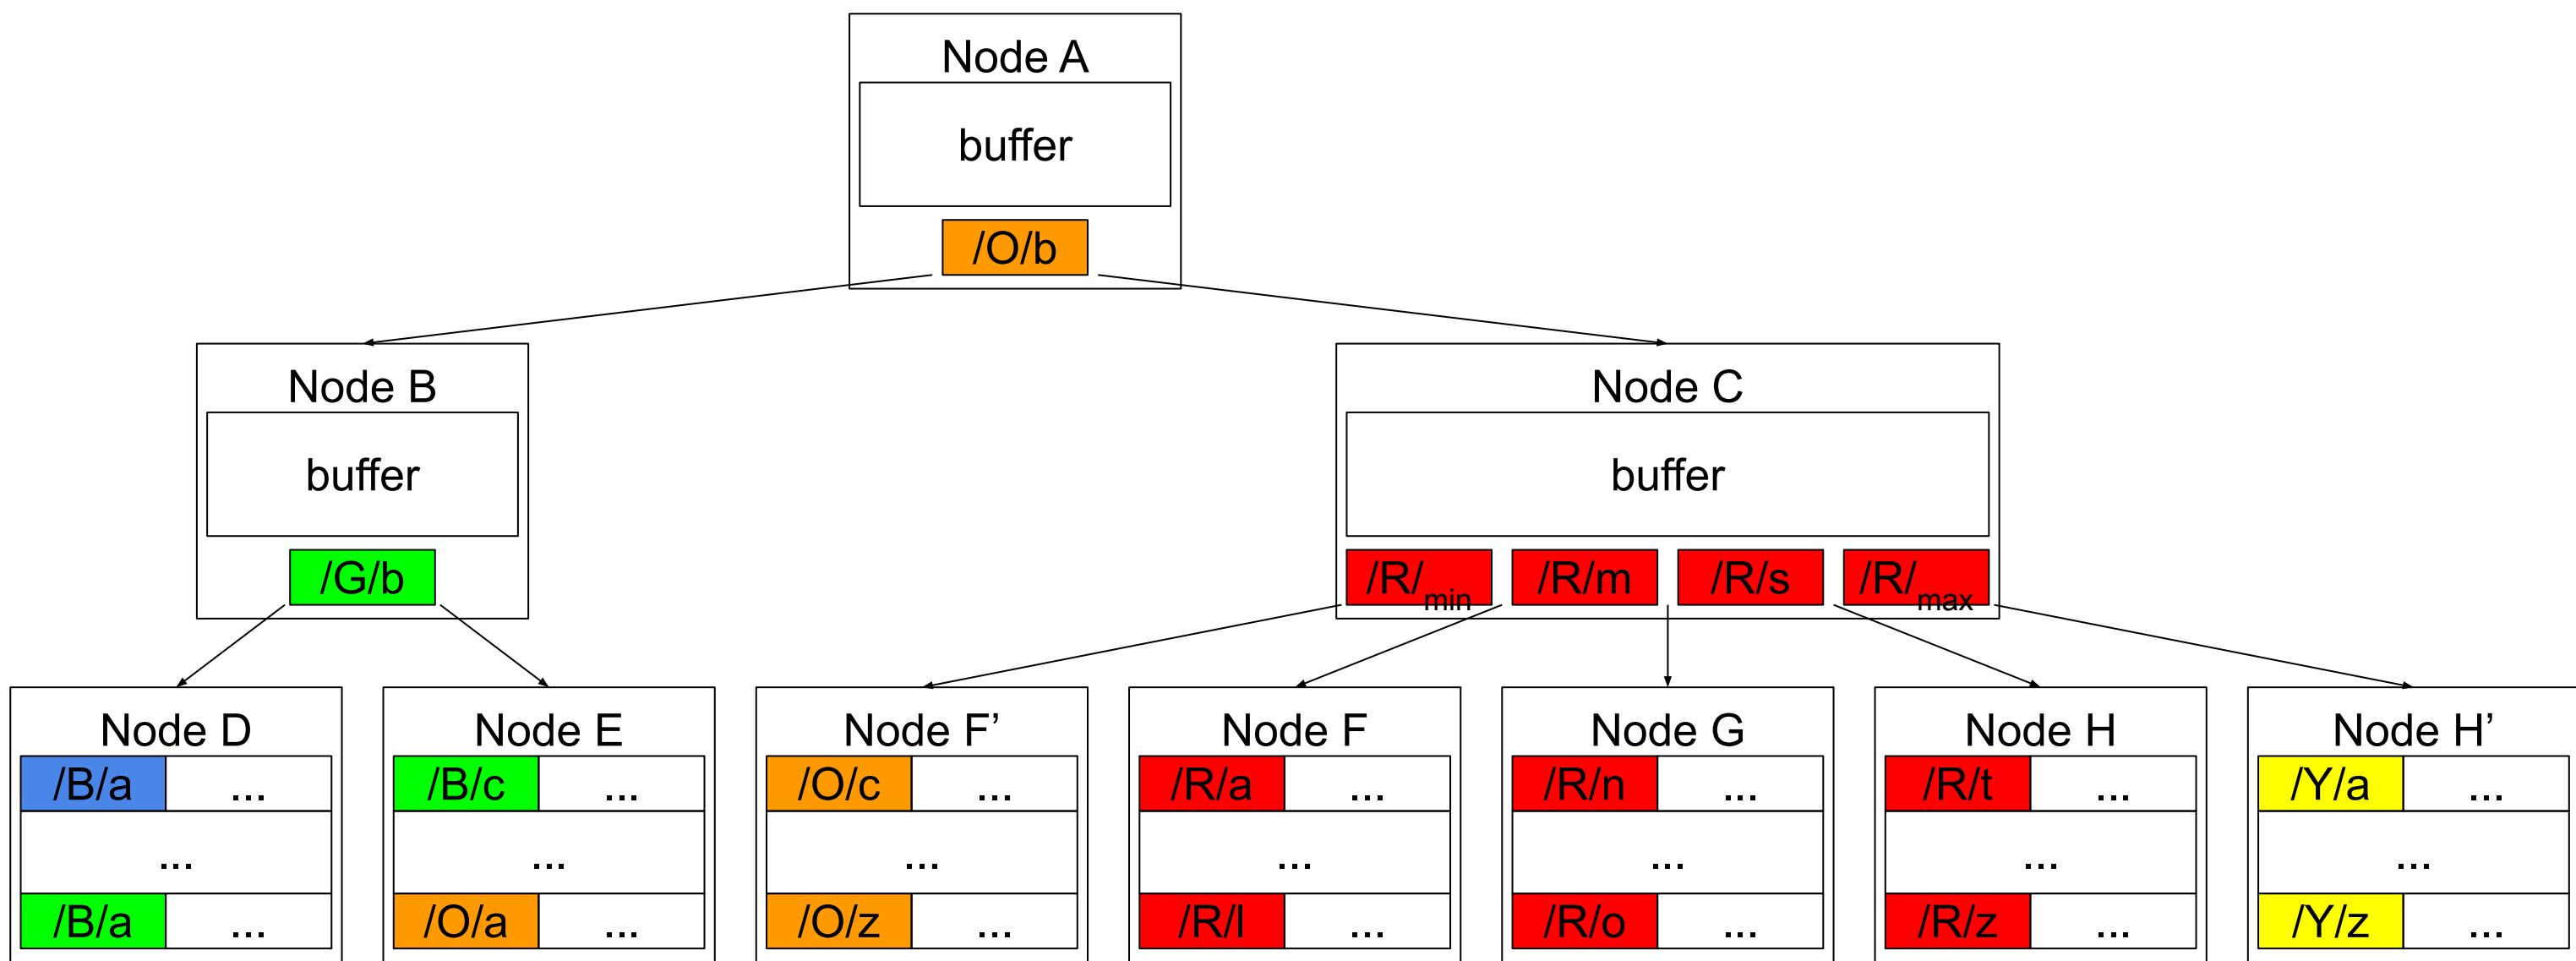 Node A
buffer
/O/b
Node B
buffer
/G/b
Node C
buffer
/R/min /R/m /R/s /R/max
Node D
/B/a ...
...
/B/a ...
Node E
/B/c ...
...
/O/a ...
Node F’
/O/c ...
...
/O/z ...
Node F
/R/a ...
...
/R/l ...
Node G
/R/n ...
...
/R/o ...
Node H
/R/t ...
...
/R/z ...
Node H’
/Y/a ...
...
/Y/z ...